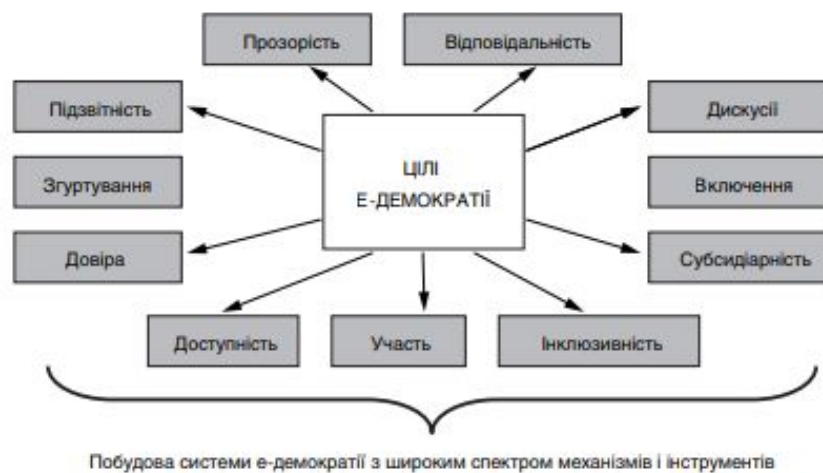 Прозорість
Відповідальність
Підзвітність
Дискусії
ЦІЛІ
Е-ДЕМОКРАТІЇ
Згуртування
Включення
Довіра
Субсидіарність
Доступність
Участь
Інклюзивність
Побудова системи е-демократії з широким спектром механізмів і інструментів